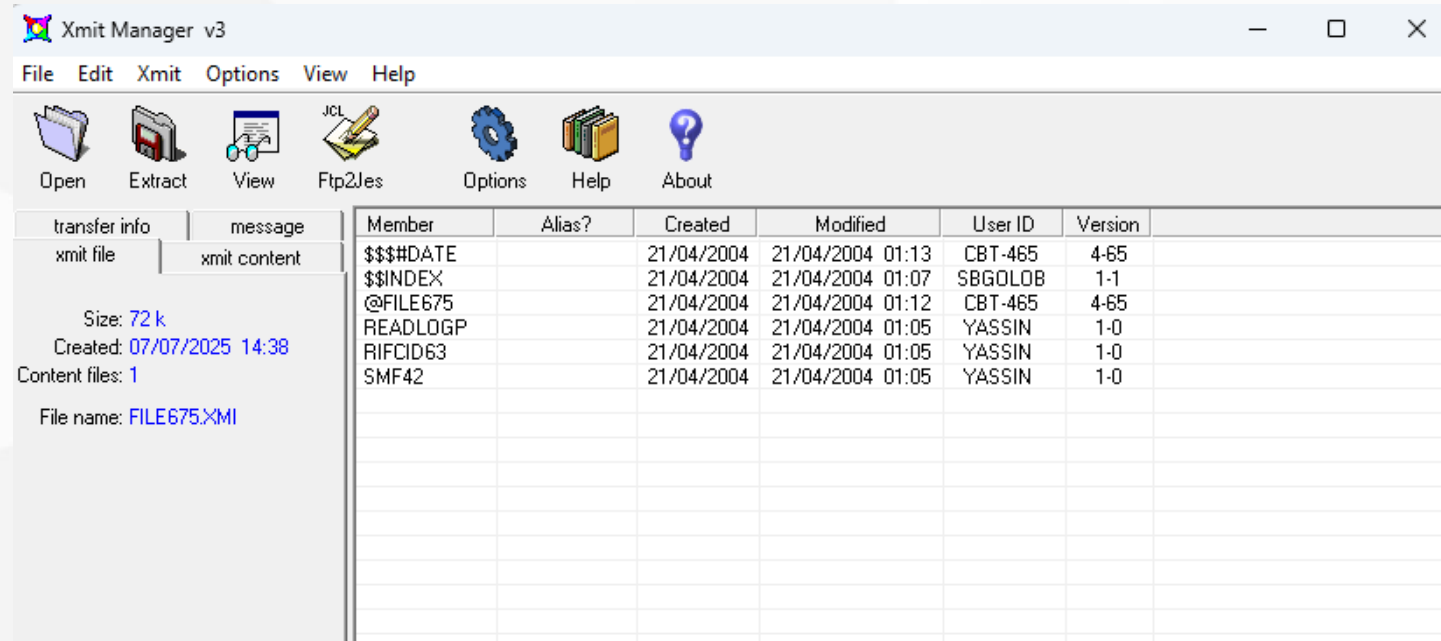 Xmit Manager v3
File Edit Xmit Options View Help
JCL
Open Extract View Ftp2Jes Options Help About
transfer info message
xmit file xmit content
Size: 72 k
Created: 07/07/2025 14:38
Content files: 1
File name: FILE675.XMI
Member Alias? Created Modified User ID Version
$$$#DATE 21/04/2004 21/04/2004 01:13 CBT-465 4-65
$$INDEX 21/04/2004 21/04/2004 01:07 SBGOLOB 1-1
@FILE675 21/04/2004 21/04/2004 01:12 CBT-465 4-65
READLOGP 21/04/2004 21/04/2004 01:05 YASSIN 1-0
RIFCID63 21/04/2004 21/04/2004 01:05 YASSIN 1-0
SMF42 21/04/2004 21/04/2004 01:05 YASSIN 1-0